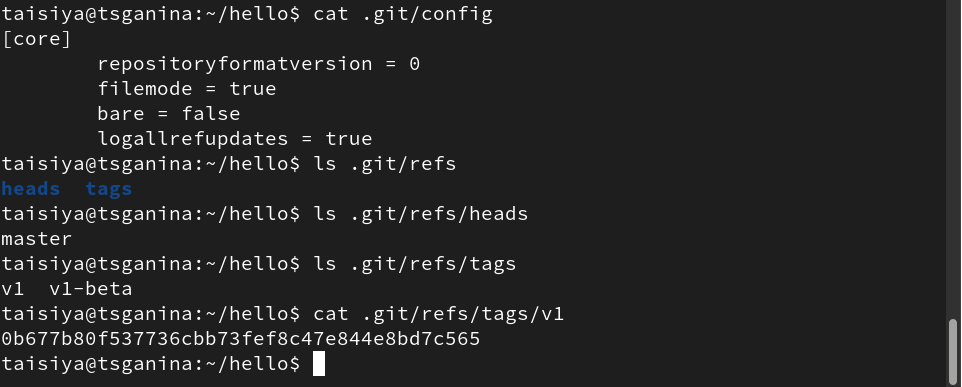 taisiya@tsganina:~/hello$ cat .git/config
[core]
        repositoryformatversion = 0
        filemode = true
        bare = false
        logallrefupdates = true
taisiya@tsganina:~/hello$ ls .git/refs
heads  tags
taisiya@tsganina:~/hello$ ls .git/refs/heads
master
taisiya@tsganina:~/hello$ ls .git/refs/tags
v1  v1-beta
taisiya@tsganina:~/hello$ cat .git/refs/tags/v1
0b677b80f537736cbb73fef8c47e844e8bd7c565
taisiya@tsganina:~/hello$